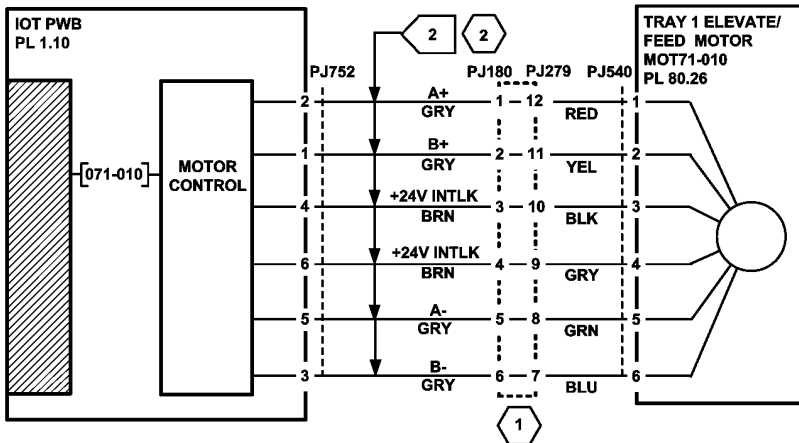 IOT PWB
PL 1.10
2 2
TRAY 1 ELEVATE/
FEED MOTOR
MOT71-010
PL 80.26
PJ752 PJ180 PJ279 PJ540
2 A+ 1 12 1
GRY RED
1 B+ 2 11 2
GRY YEL
[071-010]
MOTOR
CONTROL
4 +24V INTLK 3 10 3
BRN BLK
6 +24V INTLK 4 9 4
BRN GRY
5 A- 5 8 5
GRY GRN
3 B- 6 7 6
GRY BLU
1